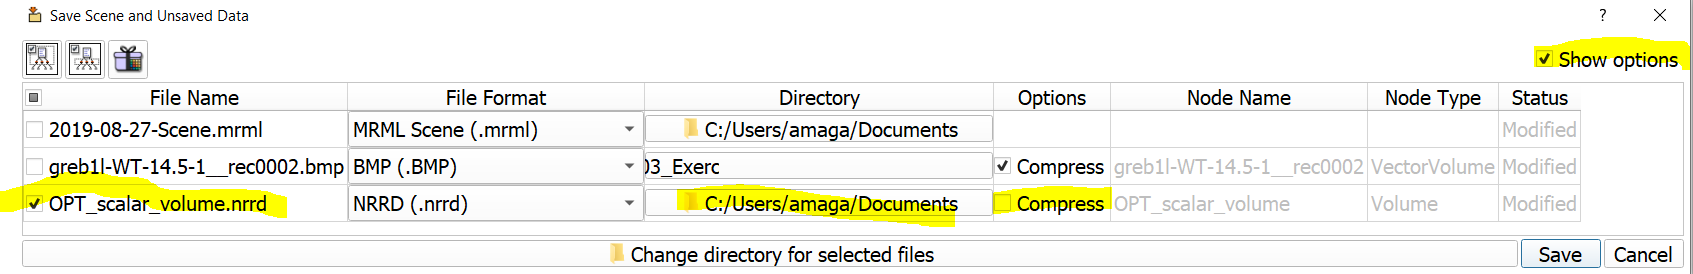 Save Scene and Unsaved Data
?
Show options
File Name File Format Directory Options Node Name Node Type Status
2019-08-27-Scene.mrml MRML Scene (.mrml) C:/Users/amaga/Documents Modified
greb1l-WT-14.5-1__rec0002.bmp BMP (.BMP) 03_Exerc Compress greb1l-WT-14.5-1__rec0002 VectorVolume Modified
OPT_scalar_volume.nrrd NRRD (.nrrd) C:/Users/amaga/Documents Compress OPT_scalar_volume Volume Modified
Change directory for selected files Save Cancel